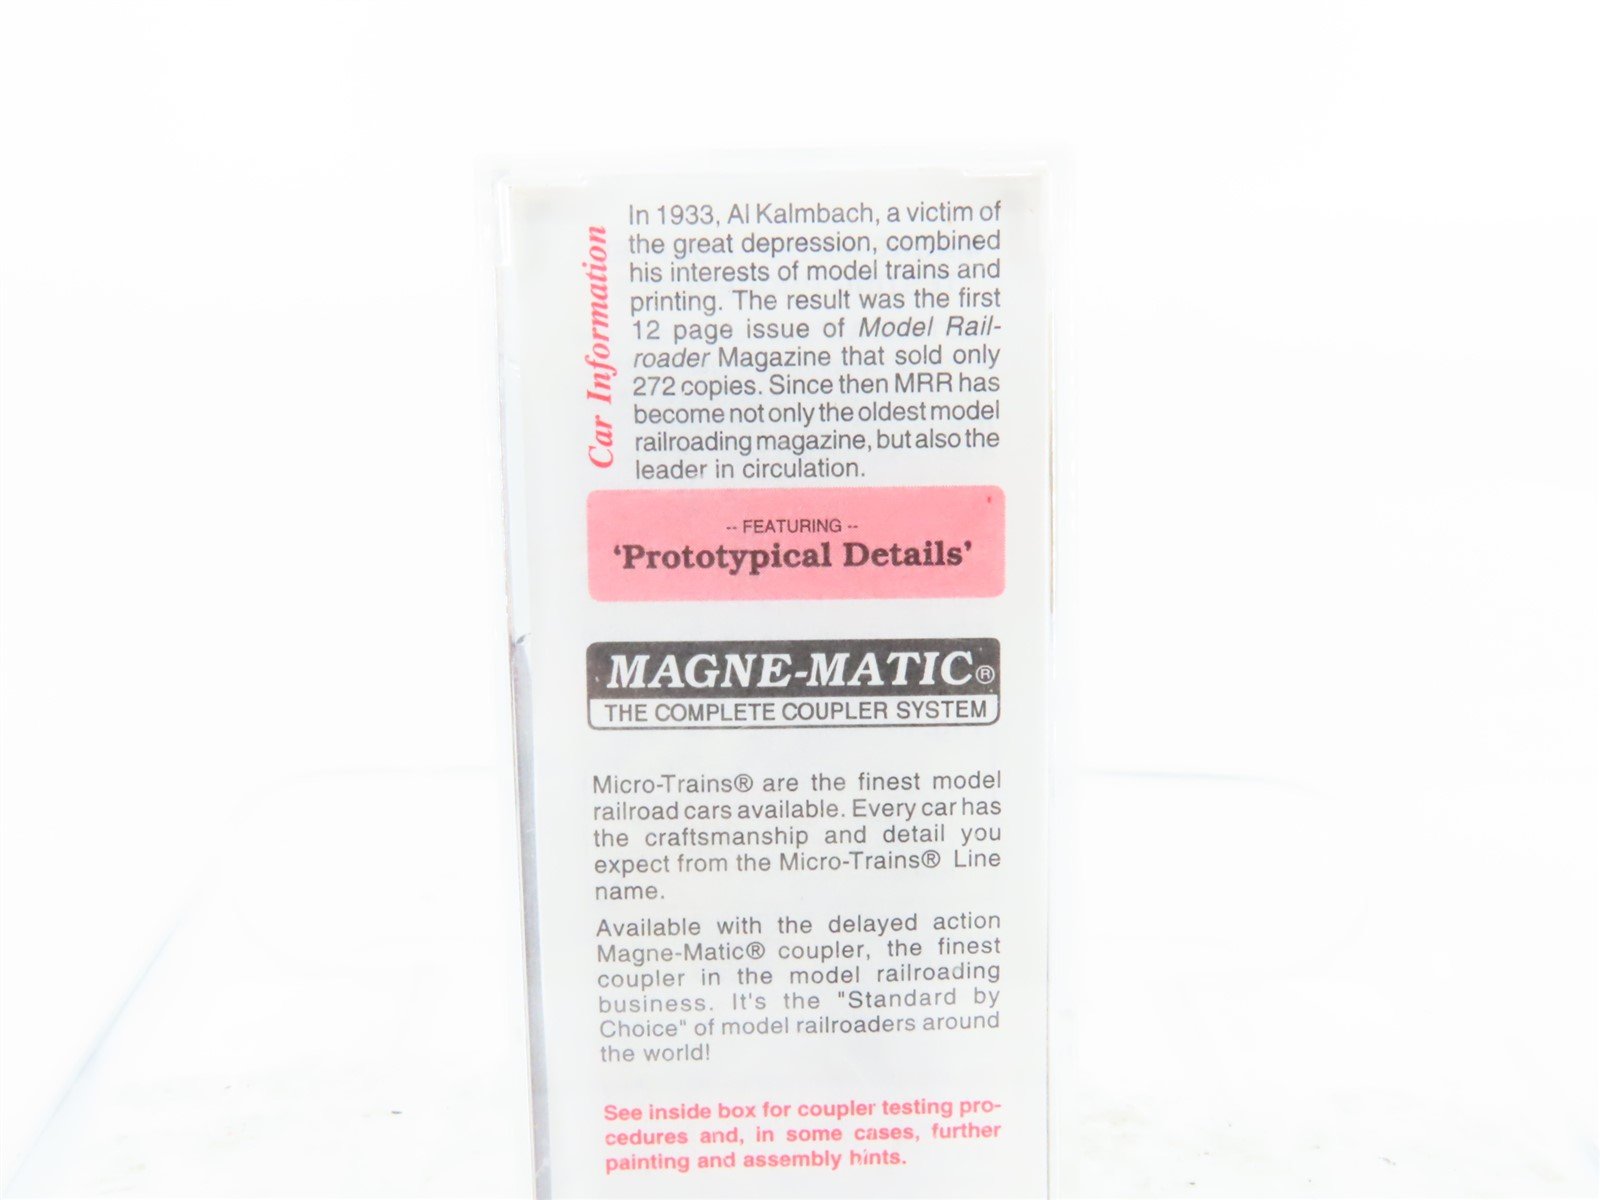 Car Information
In 1933, Al Kalmbach, a victim of
the great depression, combined
his interests of model trains and
printing. The result was the first
12 page issue of Model Rail-
roader Magazine that sold only
272 copies. Since then MRR has
become not only the oldest model
railroading magazine, but also the
leader in circulation.
-- FEATURING --
'Prototypical Details'
MAGNE-MATIC®
THE COMPLETE COUPLER SYSTEM
Micro-Trains® are the finest model
railroad cars available. Every car has
the craftsmanship and detail you
expect from the Micro-Trains® Line
name.
Available with the delayed action
Magne-Matic® coupler, the finest
coupler in the model railroading
business. It's the "Standard by
Choice" of model railroaders around
the world!
See inside box for coupler testing pro-
cedures and, in some cases, further
painting and assembly hints.